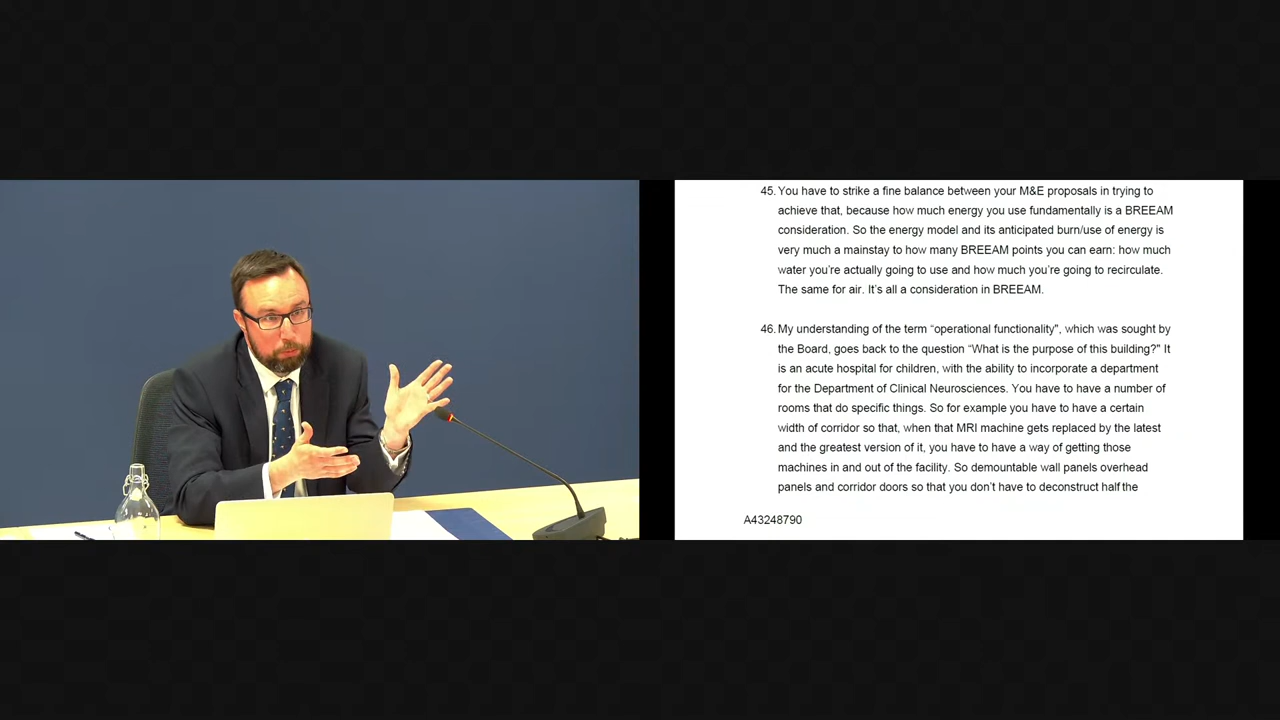 45. You have to strike a fine balance between your M&E proposals in trying to
achieve that, because how much energy you use fundamentally is a BREEAM
consideration. So the energy model and its anticipated burn/use of energy is
very much a mainstay to how many BREEAM points you can earn: how much
water you're actually going to use and how much you're going to recirculate.
The same for air. It's all a consideration in BREEAM.
46. My understanding of the term "operational functionality", which was sought by
the Board, goes back to the question "What is the purpose of this building?" It
is an acute hospital for children, with the ability to incorporate a department
for the Department of Clinical Neurosciences. You have to have a number of
rooms that do specific things. So for example you have to have a certain
width of corridor so that, when that MRI machine gets replaced by the latest
and the greatest version of it, you have to have a way of getting those
machines in and out of the facility. So demountable wall panels overhead
panels and corridor doors so that you don't have to deconstruct half the
A43248790